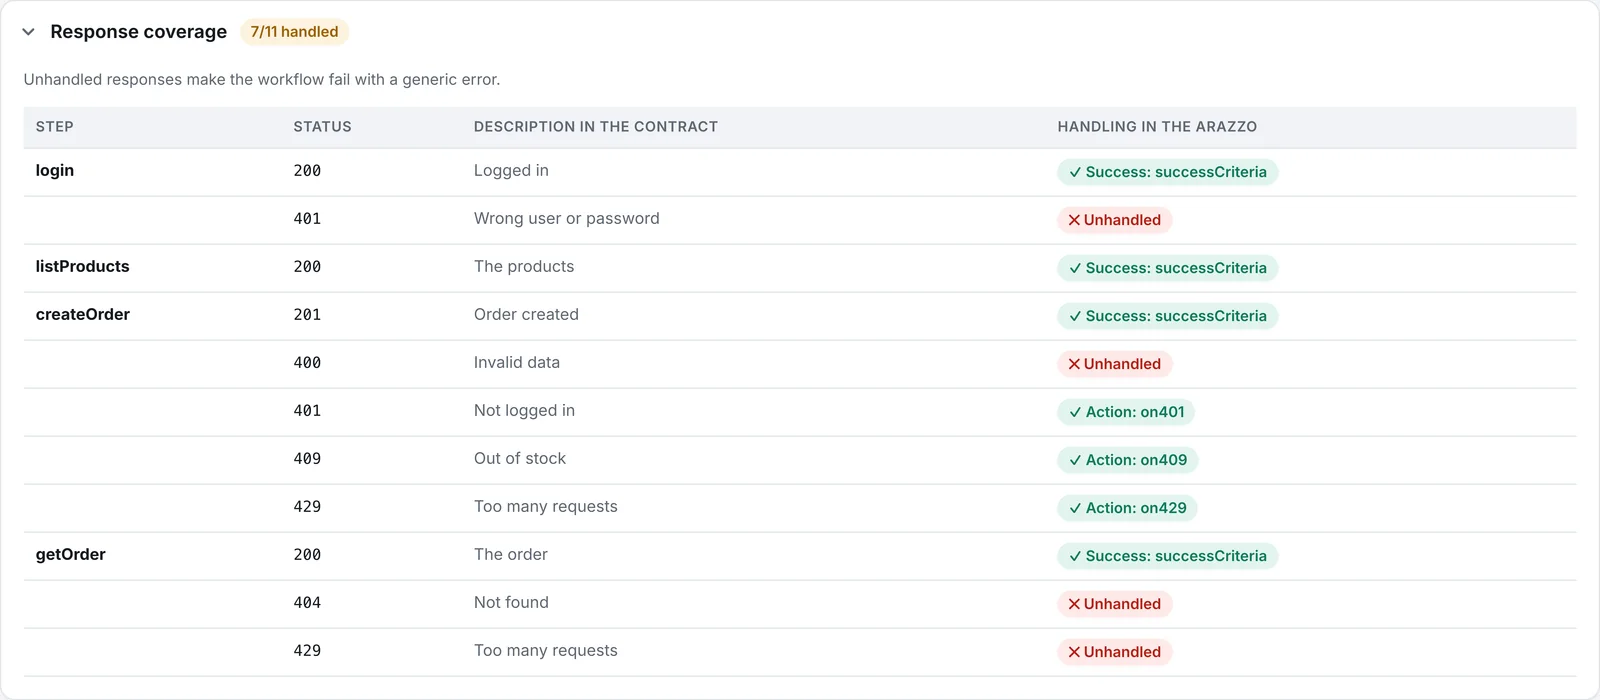 Response coverage 7/11 handled
Unhandled responses make the workflow fail with a generic error.
STEP STATUS DESCRIPTION IN THE CONTRACT HANDLING IN THE ARAZZO
login 200 Logged in ✓ Success: successCriteria
401 Wrong user or password ✕ Unhandled
listProducts 200 The products ✓ Success: successCriteria
createOrder 201 Order created ✓ Success: successCriteria
400 Invalid data ✕ Unhandled
401 Not logged in ✓ Action: on401
409 Out of stock ✓ Action: on409
429 Too many requests ✓ Action: on429
getOrder 200 The order ✓ Success: successCriteria
404 Not found ✕ Unhandled
429 Too many requests ✕ Unhandled